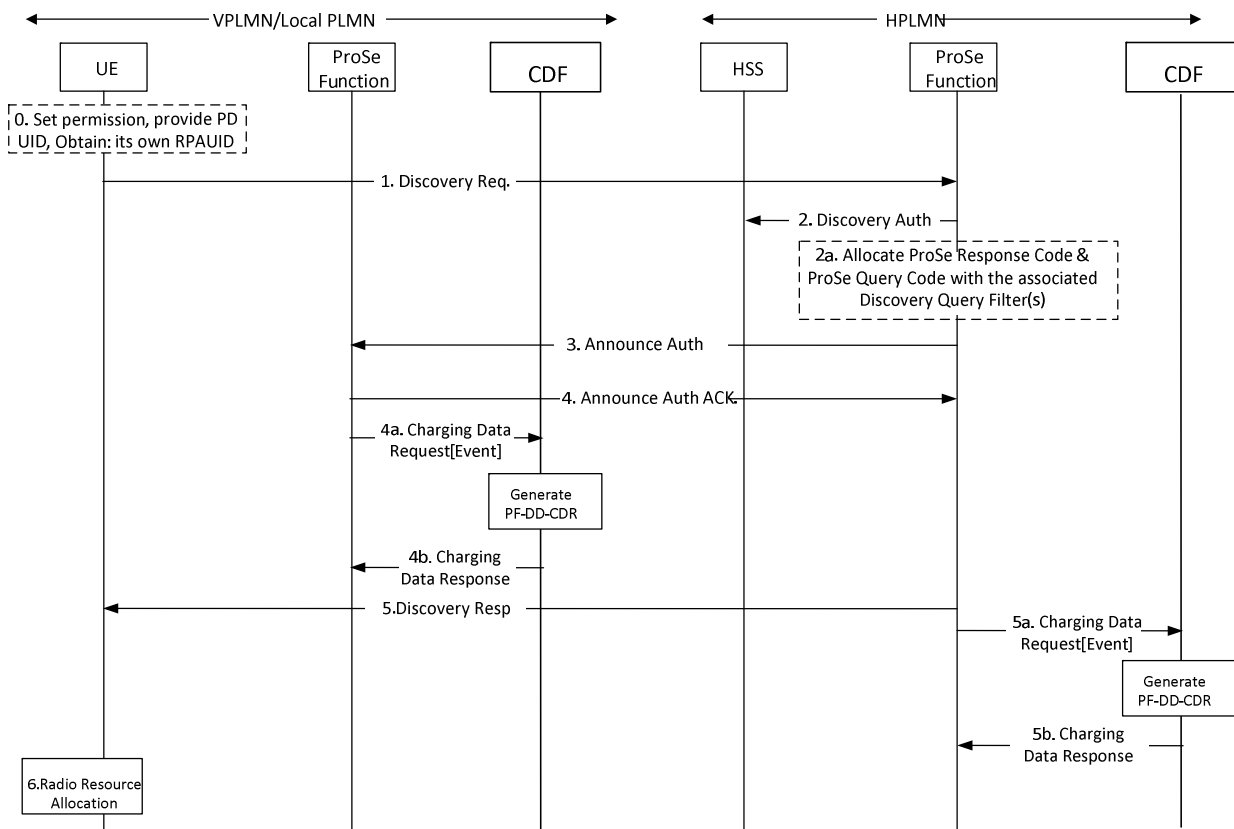 VPLMN/Local PLMN
HPLMN
UE
ProSe
Function
CDF
HSS
ProSe
Function
CDF
0. Set permission, provide PD
UID, Obtain: its own RPAUID
1. Discovery Req.
2. Discovery Auth
2a. Allocate ProSe Response Code &
ProSe Query Code with the associated
Discovery Query Filter(s)
3. Announce Auth
4. Announce Auth ACK.
4a. Charging Data
Request[Event]
Generate
PF-DD-CDR
4b. Charging
Data Response
5.Discovery Resp
5a. Charging Data
Request[Event]
Generate
PF-DD-CDR
5b. Charging
Data Response
6.Radio Resource
Allocation